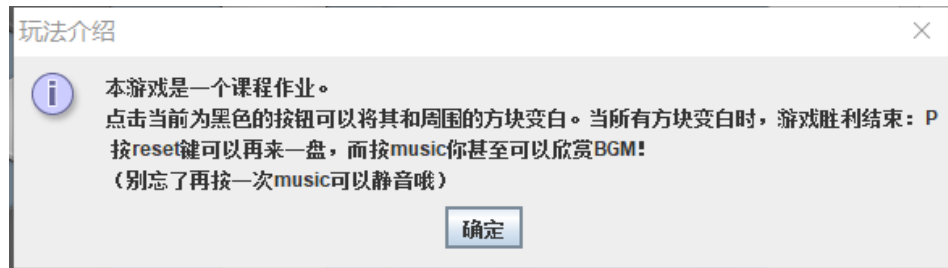 玩法介绍
本游戏是一个课程作业。
点击当前为黑色的按钮可以将其和周围的方块变白。当所有方块变白时，游戏胜利结束：P
按reset键可以再来一盘，而按music你甚至可以欣赏BGM!
（别忘了再按一次music可以静音哦）
确定